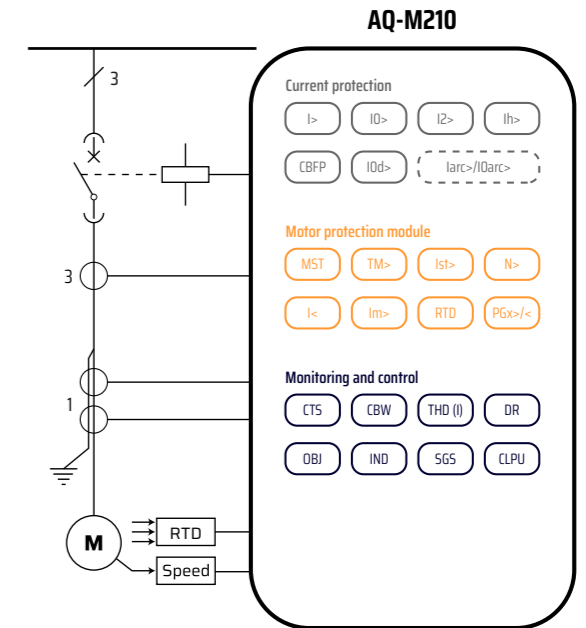 AQ-M210
3
Current protection
I> I0> I2> Ih>
CBFP I0d> Iarc>/I0arc>
Motor protection module
MST TM> Ist> N>
3
I< Im> RTD PGx>/<
Monitoring and control
1
CTS CBW THD (I) DR
OBJ IND SGS CLPU
M
RTD
Speed